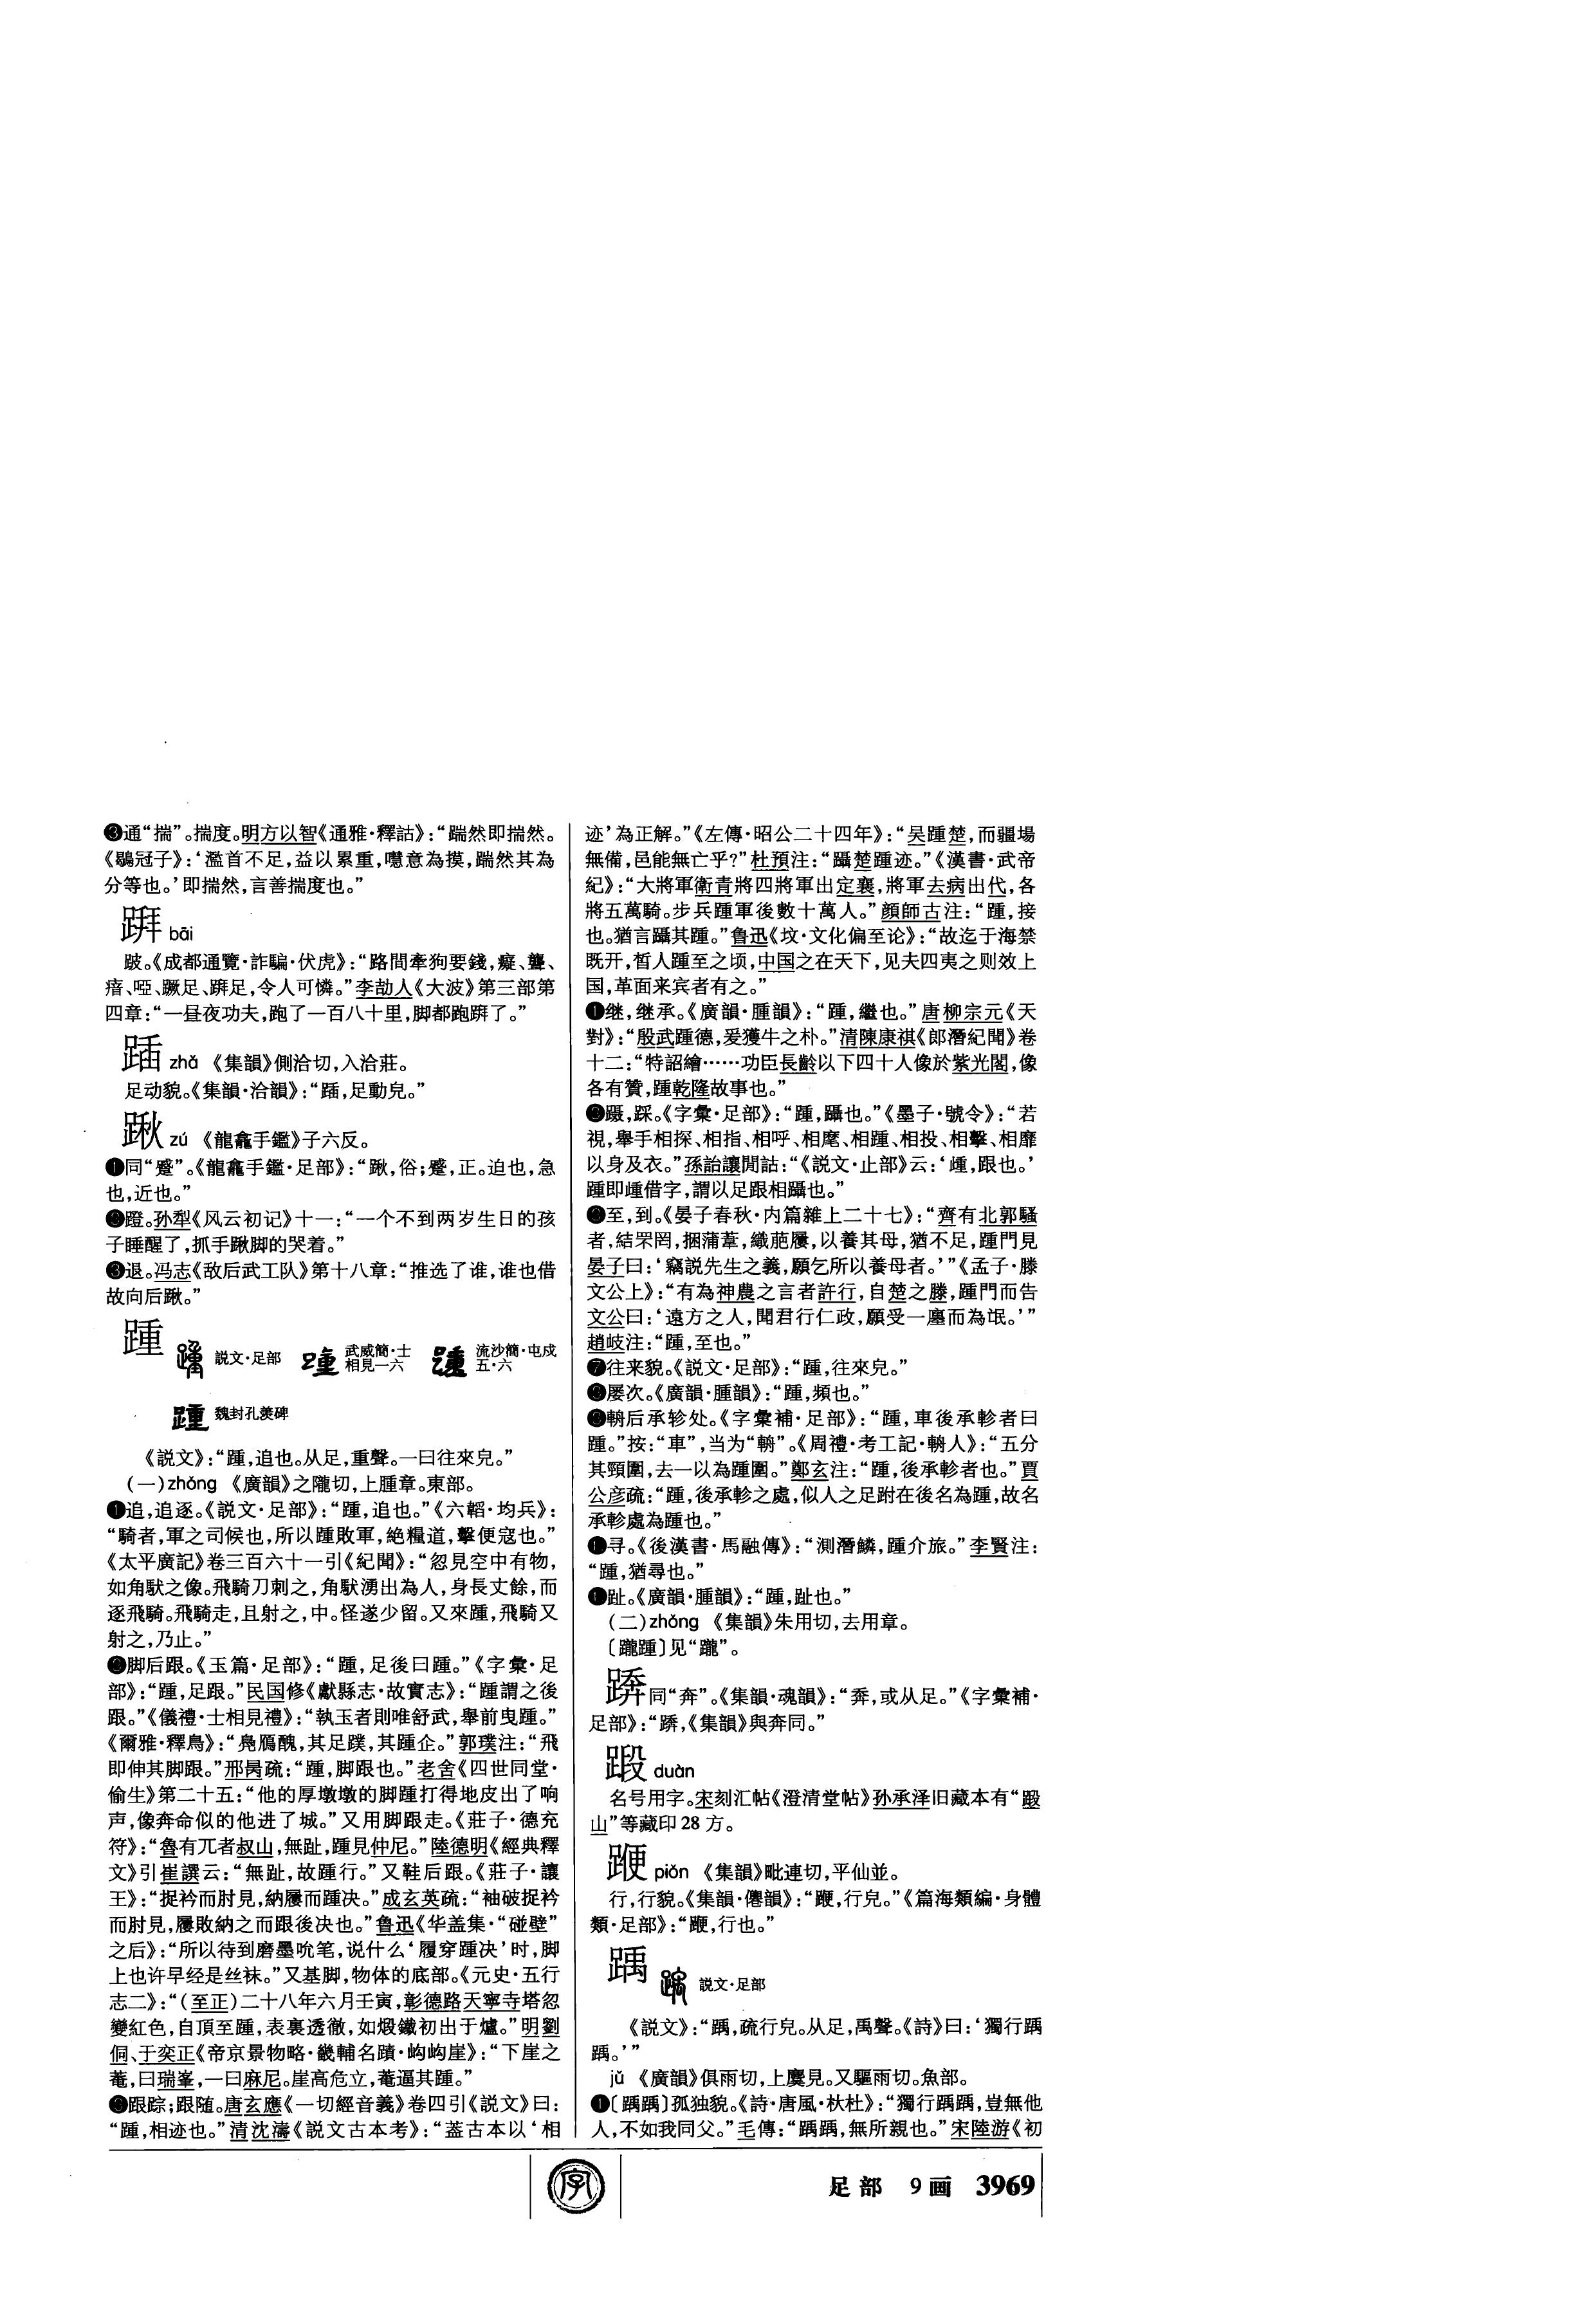 ❸通“揣”。揣度。明方以智《通雅·釋詁》：“踹然即揣然。
《鶡冠子》：‘濫首不足，益以累重，噁意為摸，踹然其為
分等也。’即揣然，言善揣度也。”
bāi
跛。《成都通覽·詐騙·伏虎》：“路間牽狗要錢，癡、聾、
瘖、啞、蹶足、䠋足，令人可憐。”李劼人《大波》第三部第
四章：“一昼夜功夫，跑了一百八十里，脚都跑䠋了。”
zhǎ 《集韻》側洽切，入洽莊。
足动貌。《集韻·洽韻》：“，足動皃。”
踿 zú 《龍龕手鑑》子六反。
❶同“蹙”。《龍龕手鑑·足部》：“踿，俗；蹙，正。迫也，急
也，近也。”
蹬。孙犁《风云初记》十一：“一个不到两岁生日的孩
子睡醒了，抓手踿脚的哭着。”
❸退。冯志《敌后武工队》第十八章：“推选了谁，谁也借
故向后踿。”
踵 説文·足部 武威簡·士相見一六 流沙簡·屯戍五·六
魏封孔羨碑
《説文》：“踵，追也。从足，重聲。一曰往來皃。”
（一）zhǒng 《廣韻》之隴切，上腫章。東部。
❶追，追逐。《説文·足部》：“踵，追也。”《六韜·均兵》：
“騎者，軍之司候也，所以踵敗軍，絶糧道，擊便寇也。”
《太平廣記》卷三百六十一引《紀聞》：“忽見空中有物，
如角馱之像。飛騎刀刺之，角馱湧出為人，身長丈餘，而
逐飛騎。飛騎走，且射之，中。怪遂少留。又來踵，飛騎又
射之，乃止。”
脚后跟。《玉篇·足部》：“踵，足後曰踵。”《字彙·足
部》：“踵，足跟。”民国修《獻縣志·故實志》：“踵謂之後
跟。”《儀禮·士相見禮》：“執玉者則唯舒武，舉前曳踵。”
《爾雅·釋鳥》：“鳧鴈醜，其足蹼，其踵企。”郭璞注：“飛
即伸其脚跟。”邢昺疏：“踵，脚跟也。”老舍《四世同堂·
偷生》第二十五：“他的厚墩墩的脚踵打得地皮出了响
声，像奔命似的他进了城。”又用脚跟走。《莊子·德充
符》：“魯有兀者叔山，無趾，踵見仲尼。”陸德明《經典釋
文》引崔譔云：“無趾，故踵行。”又鞋后跟。《莊子·讓
王》：“捉衿而肘見，納屨而踵决。”成玄英疏：“袖破捉衿
而肘見，屨敗納之而跟後决也。”鲁迅《华盖集·“碰壁”
之后》：“所以待到磨墨吮笔，说什么‘履穿踵决’时，脚
上也许早经是丝袜。”又基脚，物体的底部。《元史·五行
志二》：“（至正）二十八年六月壬寅，彰德路天寧寺塔忽
變紅色，自頂至踵，表裏透徹，如煅鐵初出于爐。”明劉
侗、于奕正《帝京景物略·畿輔名蹟·岣岣崖》：“下崖之
菴，曰瑞峯，一曰麻尼。崖高危立，菴逼其踵。”
跟踪；跟随。唐玄應《一切經音義》卷四引《説文》曰：
“踵，相迹也。”清沈濤《説文古本考》：“蓋古本以‘相
迹’為正解。”《左傳·昭公二十四年》：“吴踵楚，而疆場
無備，邑能無亡乎？”杜預注：“躡楚踵迹。”《漢書·武帝
紀》：“大將軍衛青將四將軍出定襄，將軍去病出代，各
將五萬騎。步兵踵軍後數十萬人。”顔師古注：“踵，接
也。猶言躡其踵。”鲁迅《坟·文化偏至论》：“故迄于海禁
既开，皙人踵至之顷，中国之在天下，见夫四夷之则效上
国，革面来宾者有之。”
继，继承。《廣韻·腫韻》：“踵，繼也。”唐柳宗元《天
對》：“殷武踵德，爰獲牛之朴。”清陳康祺《郎潛紀聞》卷
十二：“特詔繪……功臣長齡以下四十人像於紫光閣，像
各有贊，踵乾隆故事也。”
蹑，踩。《字彙·足部》：“踵，躡也。”《墨子·號令》：“若
視，舉手相探、相指、相呼、相麾、相踵、相投、相擊、相靡
以身及衣。”孫詒讓閒詁：“《説文·止部》云：‘歱，跟也。’
踵即歱借字，謂以足跟相躡也。”
至，到。《晏子春秋·内篇雜上二十七》：“齊有北郭騷
者，結罘罔，捆蒲葦，織萉屨，以養其母，猶不足，踵門見
晏子曰：‘竊説先生之義，願乞所以養母者。’”《孟子·滕
文公上》：“有為神農之言者許行，自楚之滕，踵門而告
文公曰：‘遠方之人，聞君行仁政，願受一廛而為氓。’”
趙岐注：“踵，至也。”
❼往来貌。《説文·足部》：“踵，往來皃。”
屡次。《廣韻·腫韻》：“踵，頻也。”
輈后承轸处。《字彙補·足部》：“踵，車後承軫者曰
踵。”按：“車”，当为“輈”。《周禮·考工記·輈人》：“五分
其頸圍，去一以為踵圍。”鄭玄注：“踵，後承軫者也。”賈
公彦疏：“踵，後承軫之處，似人之足跗在後名為踵，故名
承軫處為踵也。”
寻。《後漢書·馬融傳》：“測潛鱗，踵介旅。”李賢注：
“踵，猶尋也。”
趾。《廣韻·腫韻》：“踵，趾也。”
（二）zhǒng 《集韻》朱用切，去用章。
〔躘踵〕见“躘”。
同“奔”。《集韻·魂韻》：“奔，或从足。”《字彙補·
足部》：“，《集韻》與奔同。”
duàn
名号用字。宋刻汇帖《澄清堂帖》孙承泽旧藏本有“
山”等藏印28方。
piǒn 《集韻》毗連切，平仙並。
行，行貌。《集韻·僊韻》：“，行皃。”《篇海類編·身體
類·足部》：“，行也。”
踽 説文·足部
《説文》：“踽，疏行皃。从足，禹聲。《詩》曰：‘獨行踽
踽。’”
jǔ 《廣韻》俱雨切，上麌見。又驅雨切。魚部。
❶〔踽踽〕孤独貌。《詩·唐風·杕杜》：“獨行踽踽，豈無他
人，不如我同父。”毛傳：“踽踽，無所親也。”宋陸游《初
字
足部 9画 3969